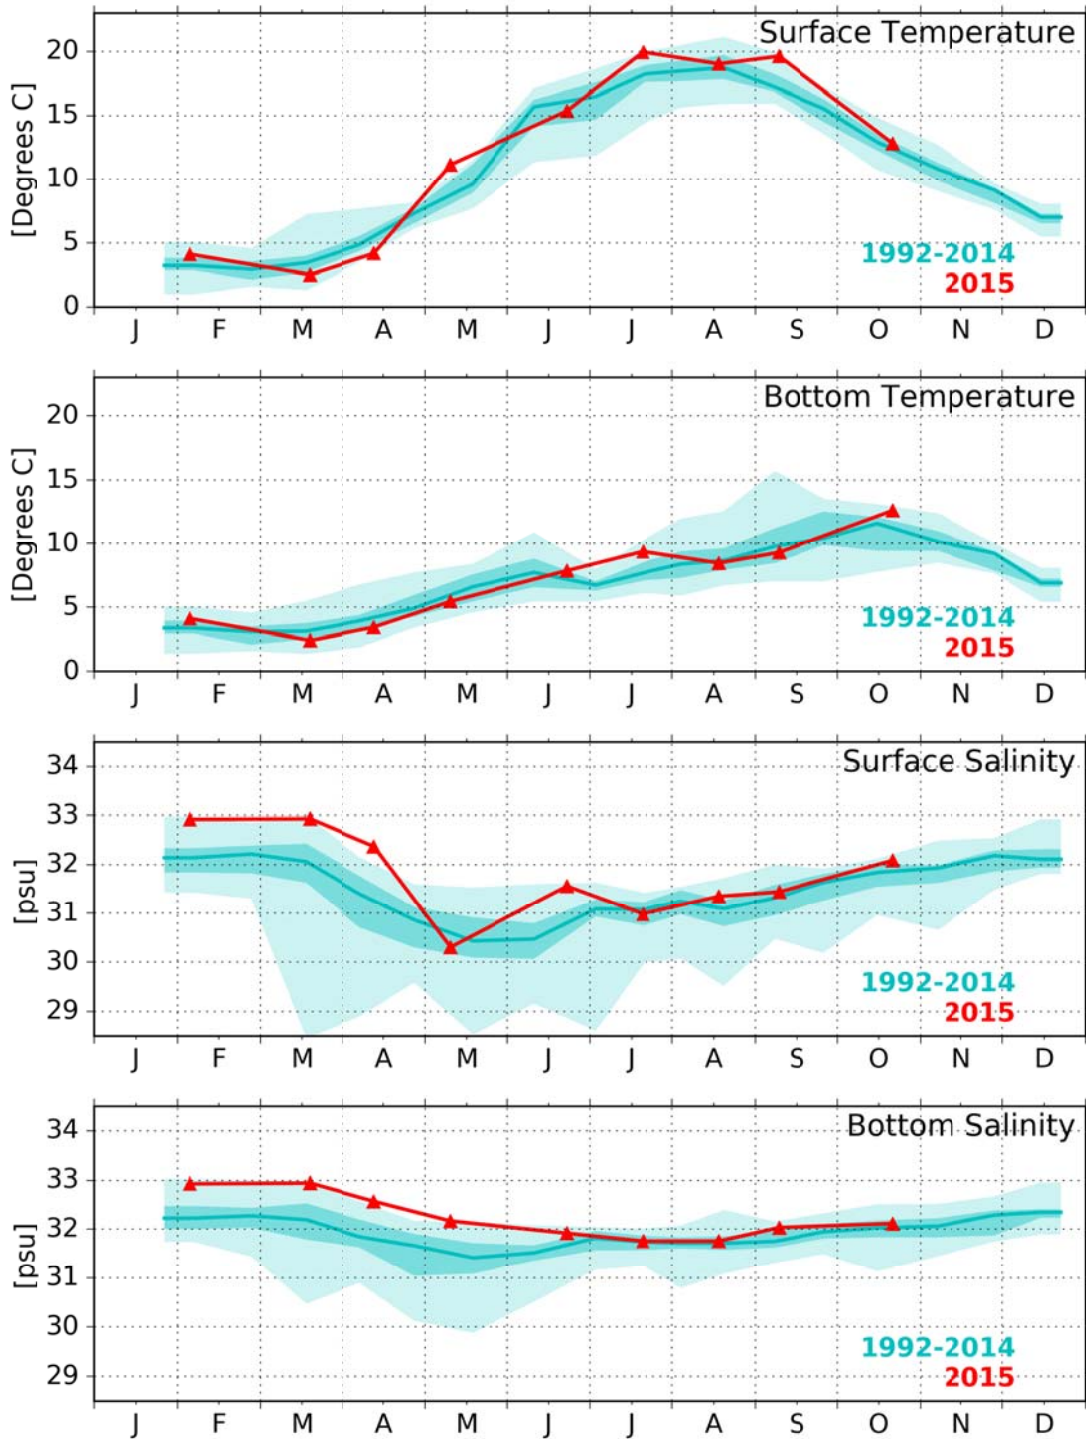 Surface Temperature
[Degrees C]
20
15
10
5
0
1992-2014
2015
J F M A M J J A S O N D
Bottom Temperature
[Degrees C]
20
15
10
5
0
1992-2014
2015
J F M A M J J A S O N D
Surface Salinity
[psu]
34
33
32
31
30
29
1992-2014
2015
J F M A M J J A S O N D
Bottom Salinity
[psu]
34
33
32
31
30
29
1992-2014
2015
J F M A M J J A S O N D